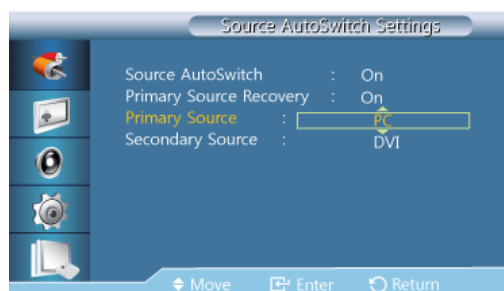 Source AutoSwitch Settings
Source AutoSwitch : On
Primary Source Recovery : On
Primary Source : PC
Secondary Source : DVI
Move Enter Return